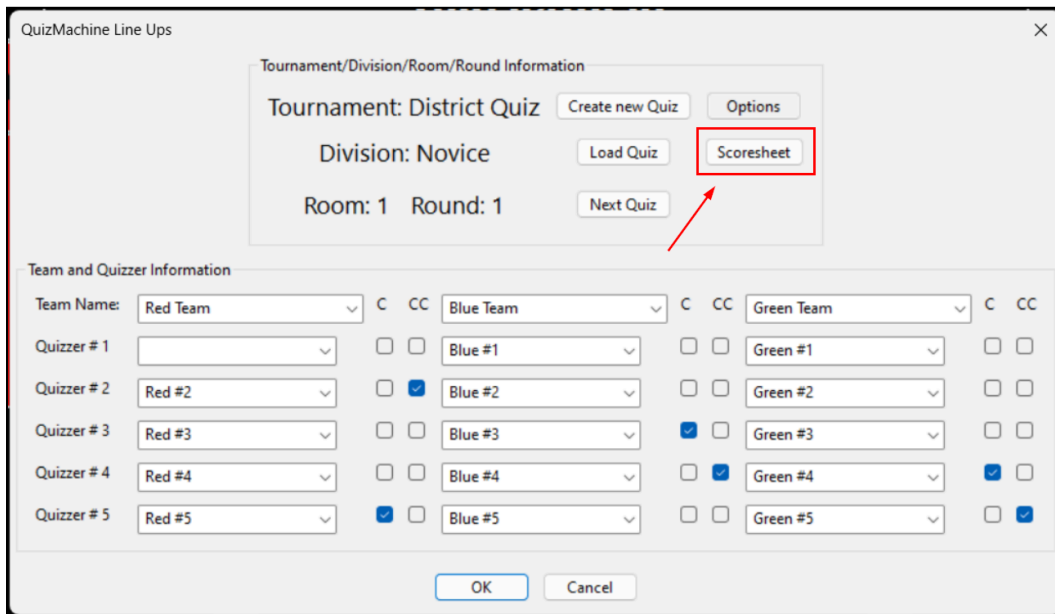 QuizMachine Line Ups
Tournament/Division/Room/Round Information
Tournament: District Quiz Create new Quiz Options
Division: Novice Load Quiz Scoresheet
Room: 1 Round: 1 Next Quiz
Team and Quizzer Information
Team Name: Red Team C CC Blue Team C CC Green Team C CC
Quizzer # 1 Blue #1 Green #1
Quizzer # 2 Red #2 Blue #2 Green #2
Quizzer # 3 Red #3 Blue #3 Green #3
Quizzer # 4 Red #4 Blue #4 Green #4
Quizzer # 5 Red #5 Blue #5 Green #5
OK Cancel